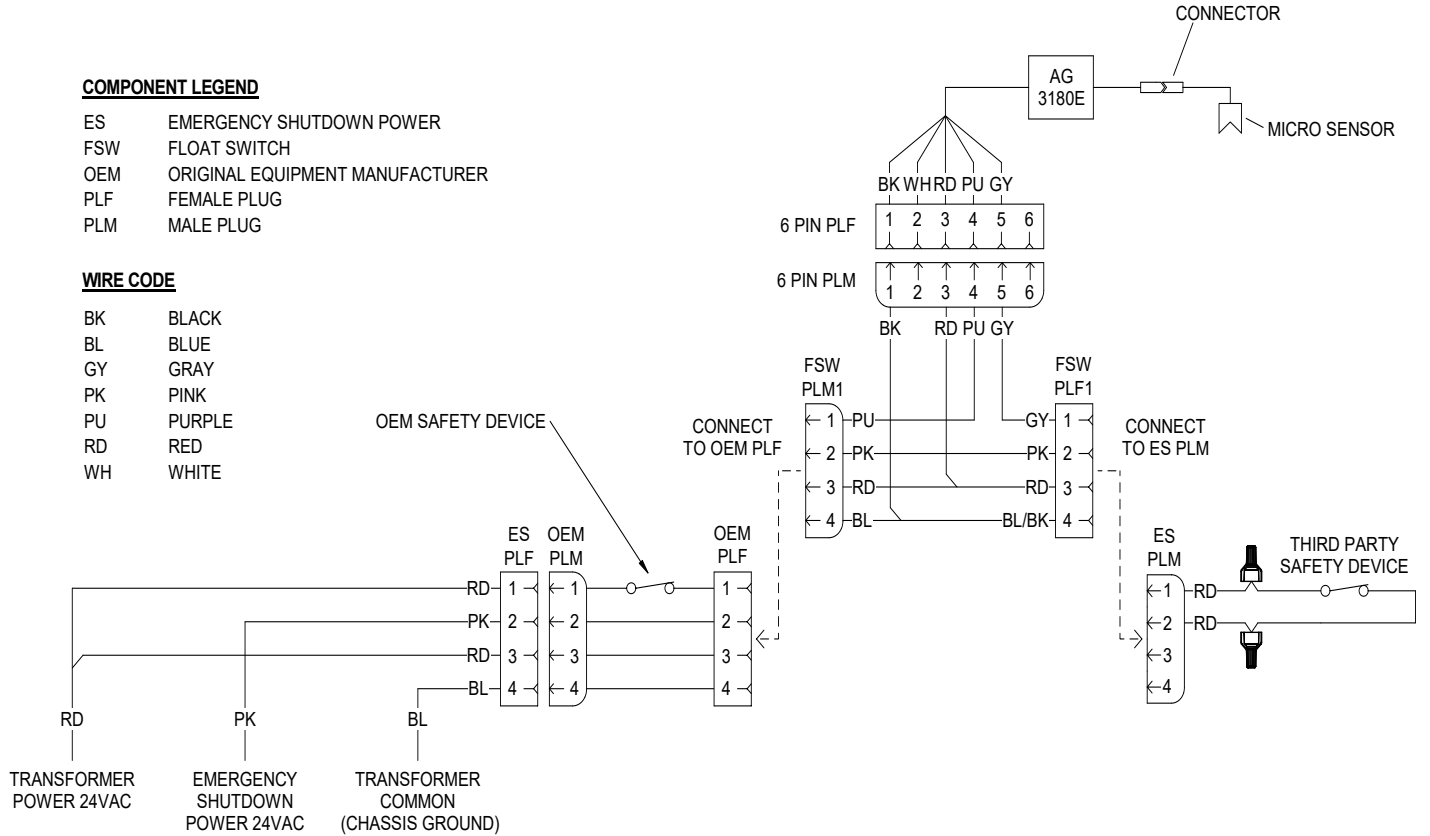 CONNECTOR
AG
3180E
MICRO SENSOR
COMPONENT LEGEND
ES EMERGENCY SHUTDOWN POWER
FSW FLOAT SWITCH
OEM ORIGINAL EQUIPMENT MANUFACTURER
PLF FEMALE PLUG
PLM MALE PLUG
WIRE CODE
BK BLACK
BL BLUE
GY GRAY
PK PINK
PU PURPLE
RD RED
WH WHITE
BK WH RD PU GY
6 PIN PLF
1 2 3 4 5 6
6 PIN PLM
1 2 3 4 5 6
BK RD PU GY
FSW
PLM1
FSW
PLF1
OEM SAFETY DEVICE
CONNECT
TO OEM PLF
CONNECT
TO ES PLM
1 PU GY 1
2 PK PK 2
3 RD RD 3
4 BL BL/BK 4
ES
PLF
OEM
PLM
OEM
PLF
RD 1 1 1
PK 2 2 2
RD 3 3 3
BL 4 4 4
ES
PLM
THIRD PARTY
SAFETY DEVICE
1 RD
2 RD
3
4
RD
PK
BL
TRANSFORMER
POWER 24VAC
EMERGENCY
SHUTDOWN
POWER 24VAC
TRANSFORMER
COMMON
(CHASSIS GROUND)